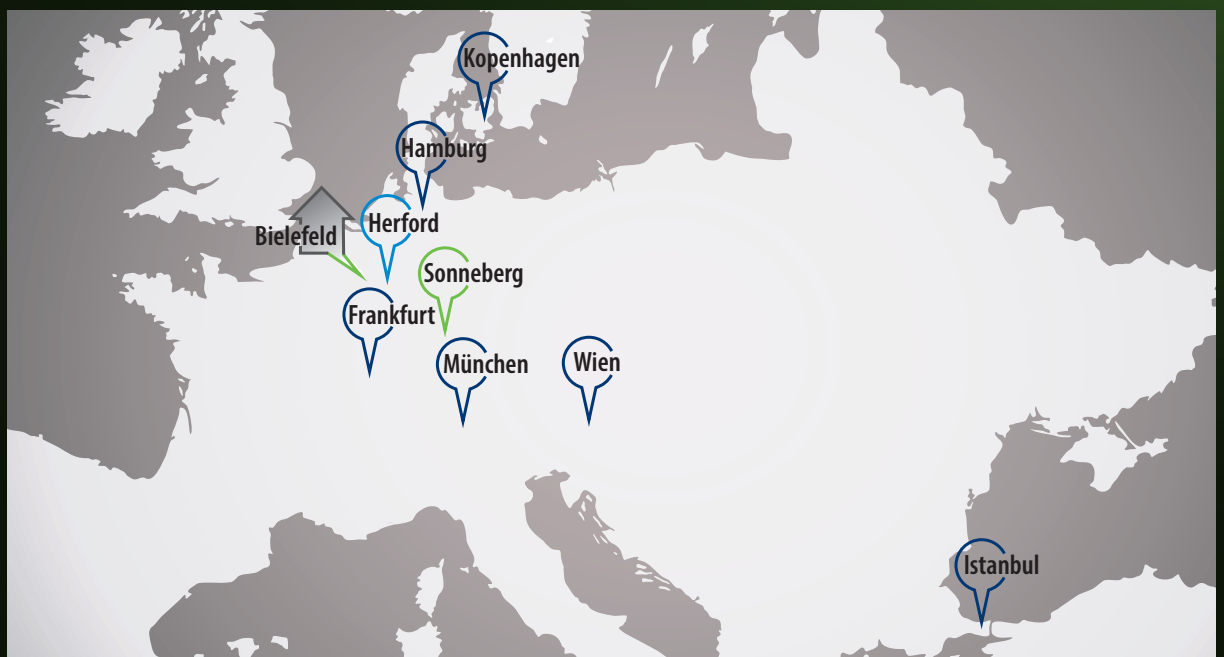 Kopenhagen
Hamburg
Herford
Bielefeld
Sonneberg
Frankfurt
München
Wien
Istanbul